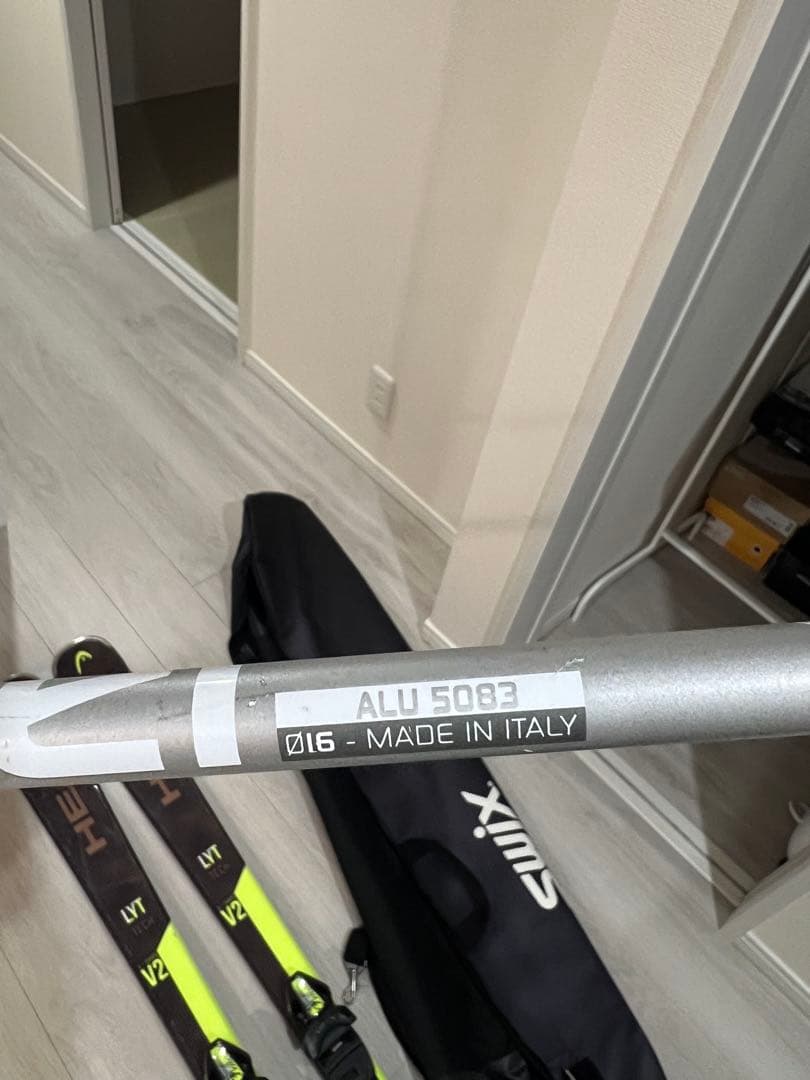 ALU 5083
Ø16 - MADE IN ITALY
swix
LYT
V2
LYT
V2